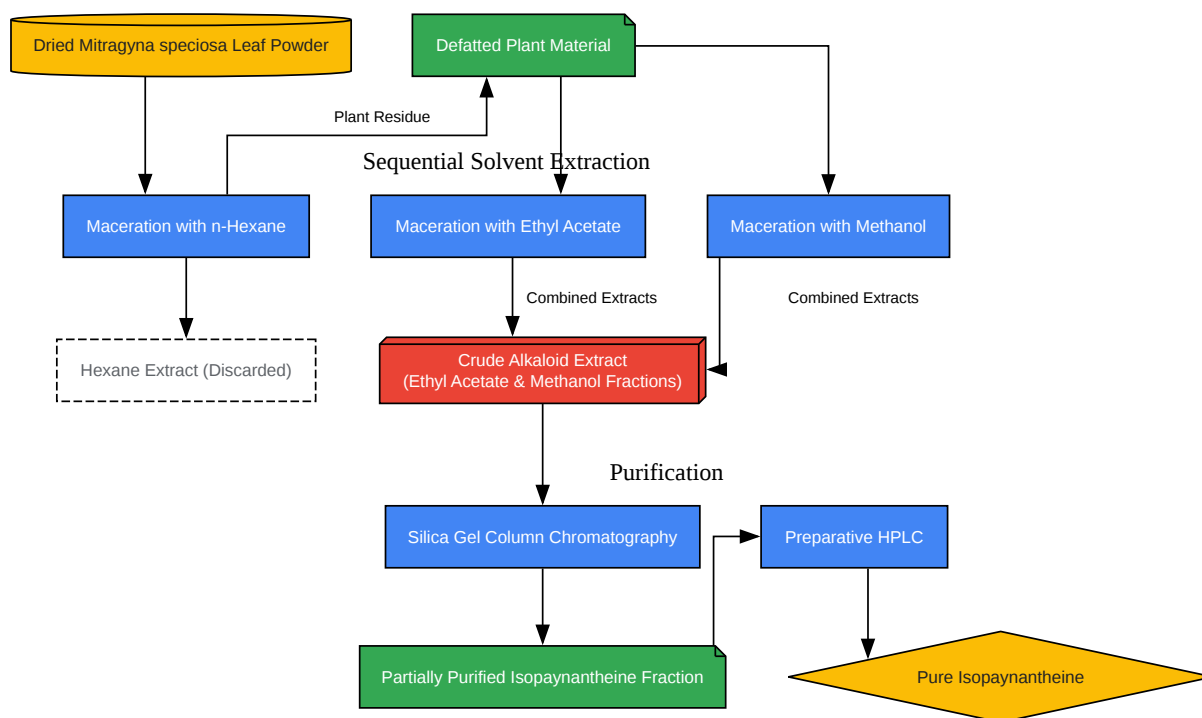 Dried Mitragyna speciosa Leaf Powder
Defatted Plant Material
Plant Residue
Sequential Solvent Extraction
Maceration with n-Hexane
Maceration with Ethyl Acetate
Maceration with Methanol
Combined Extracts
Combined Extracts
Hexane Extract (Discarded)
Crude Alkaloid Extract
(Ethyl Acetate & Methanol Fractions)
Purification
Silica Gel Column Chromatography
Preparative HPLC
Partially Purified Isopaynantheine Fraction
Pure Isopaynantheine